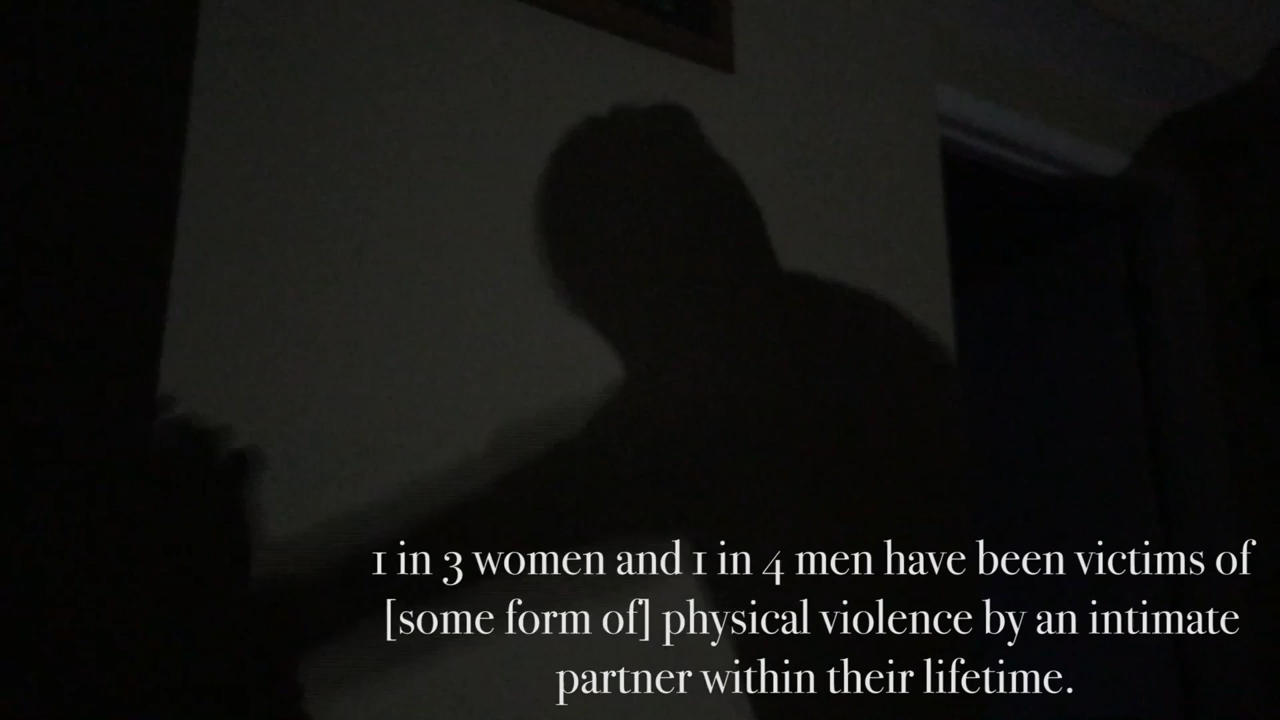 1 in 3 women and 1 in 4 men have been victims of
[some form of] physical violence by an intimate
partner within their lifetime.